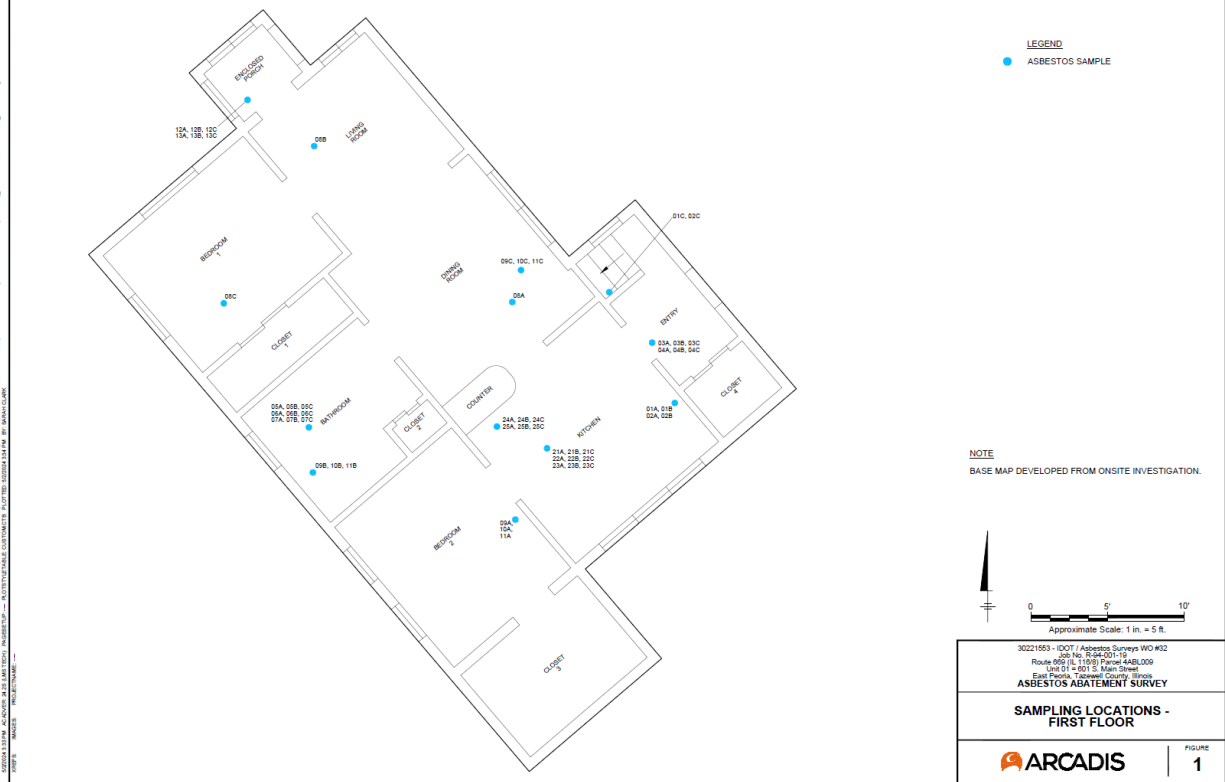 LEGEND
ASBESTOS SAMPLE
ENCLOSED
PORCH
12A, 12B, 12C
13A, 13B, 13C
LIVING
ROOM
08B
BEDROOM
1
08C
CLOSET
1
DINING
ROOM
09C, 10C, 11C
08A
01C, 02C
ENTRY
03A, 03B, 03C
04A, 04B, 04C
CLOSET
4
01A, 01B
02A, 02B
05A, 05B, 05C
06A, 06B, 06C
07A, 07B, 07C
BATHROOM
09B, 10B, 11B
CLOSET
2
COUNTER
24A, 24B, 24C
25A, 25B, 25C
KITCHEN
21A, 21B, 21C
22A, 22B, 22C
23A, 23B, 23C
09A,
10A,
11A
BEDROOM
2
CLOSET
3
NOTE
BASE MAP DEVELOPED FROM ONSITE INVESTIGATION.
0 5' 10'
Approximate Scale: 1 in. = 5 ft.
30221553 - IDOT / Asbestos Surveys WO #32
Job No. R-94-001-19
Route 669 (IL 116/8) Parcel 4ABL009
Unit 01 = 601 S. Main Street
East Peoria, Tazewell County, Illinois
ASBESTOS ABATEMENT SURVEY
SAMPLING LOCATIONS -
FIRST FLOOR
ARCADIS
FIGURE
1
XREFS: IMAGES: PROJECTNAME: ---